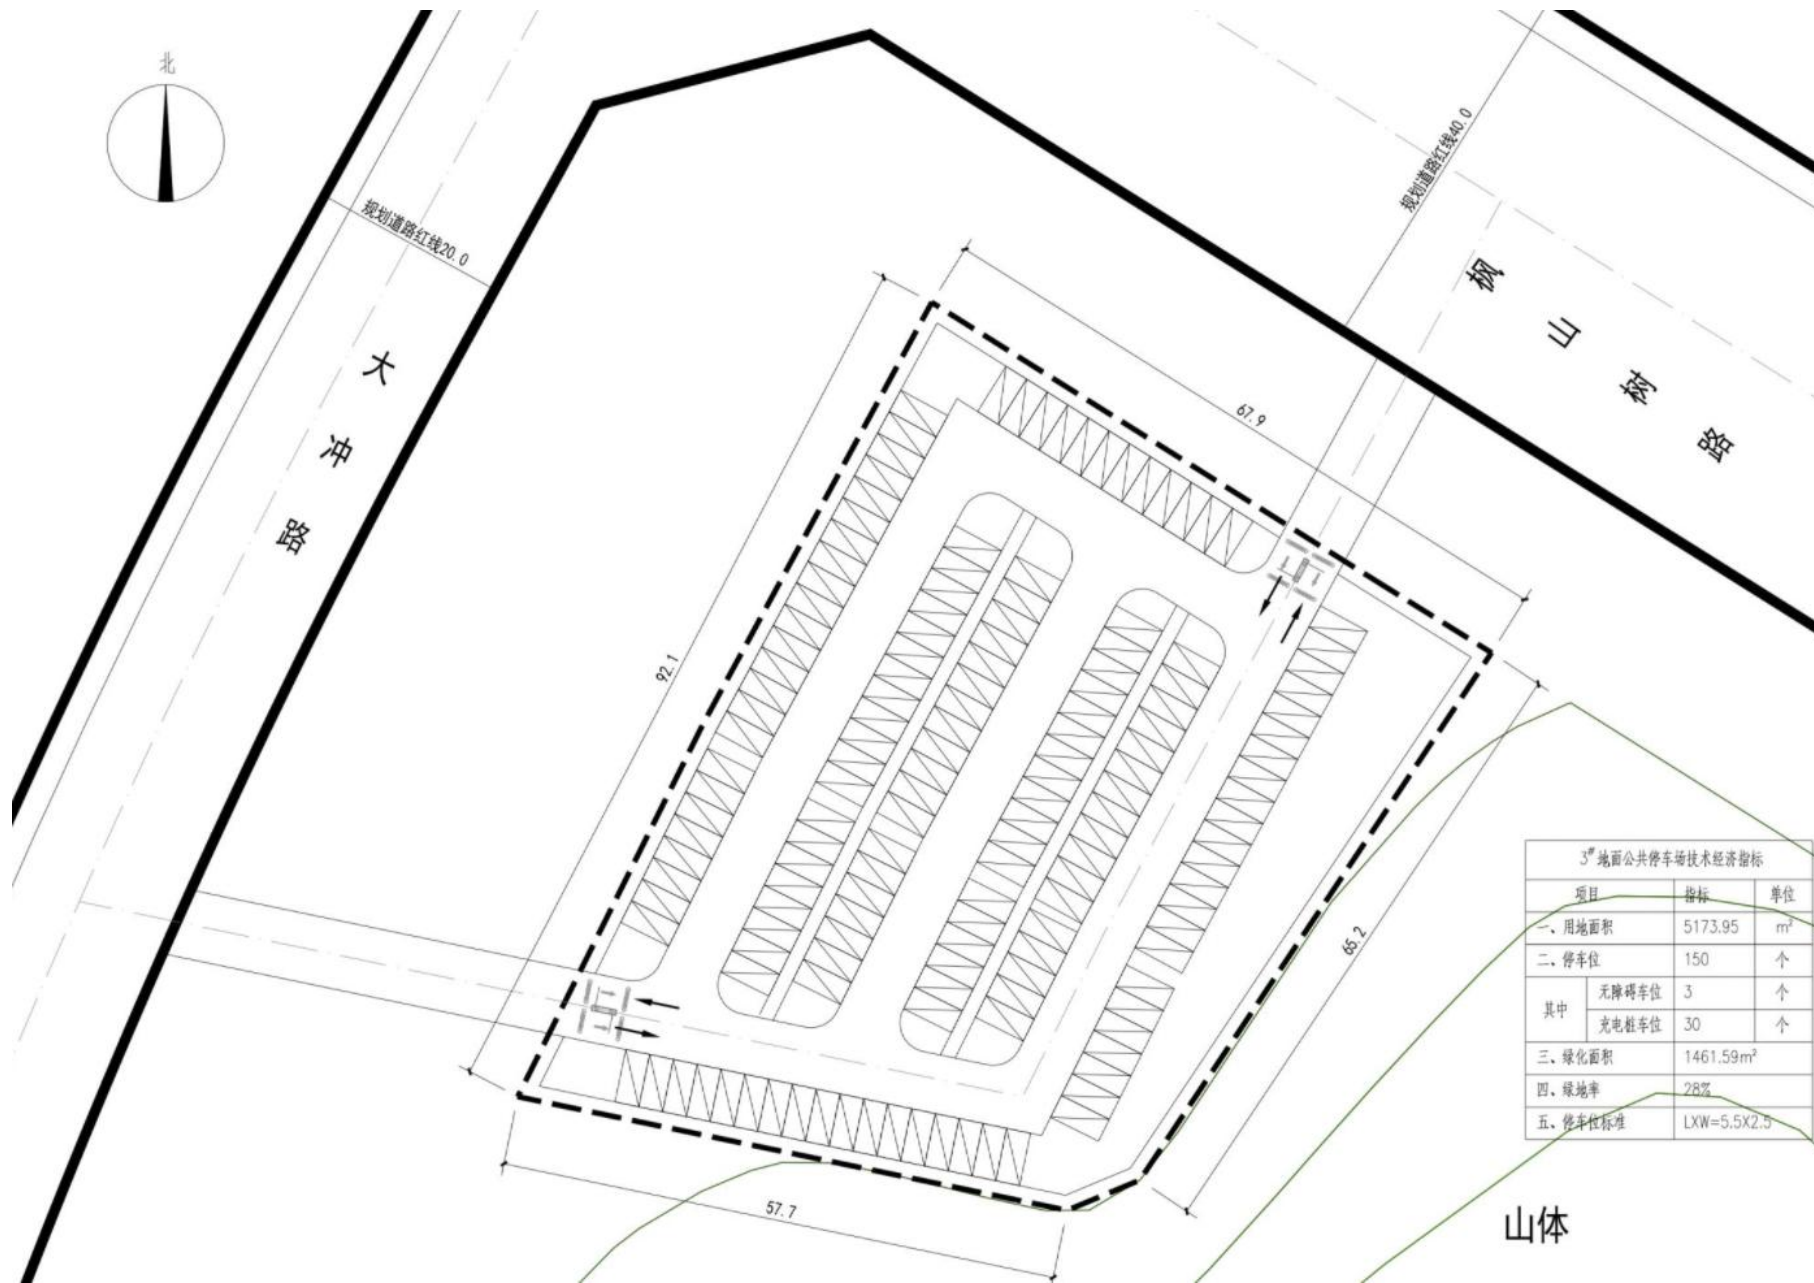 北
规划道路红线20.0
规划道路红线40.0
大冲路
枫山树路
67.9
92.1
65.2
57.7
3#地面公共停车场技术经济指标
项目 指标 单位
一、用地面积 5173.95 m²
二、停车位 150 个
其中 无障碍车位 3 个
充电桩车位 30 个
三、绿化面积 1461.59m²
四、绿地率 28%
五、停车位标准 LXW=5.5X2.5
山体